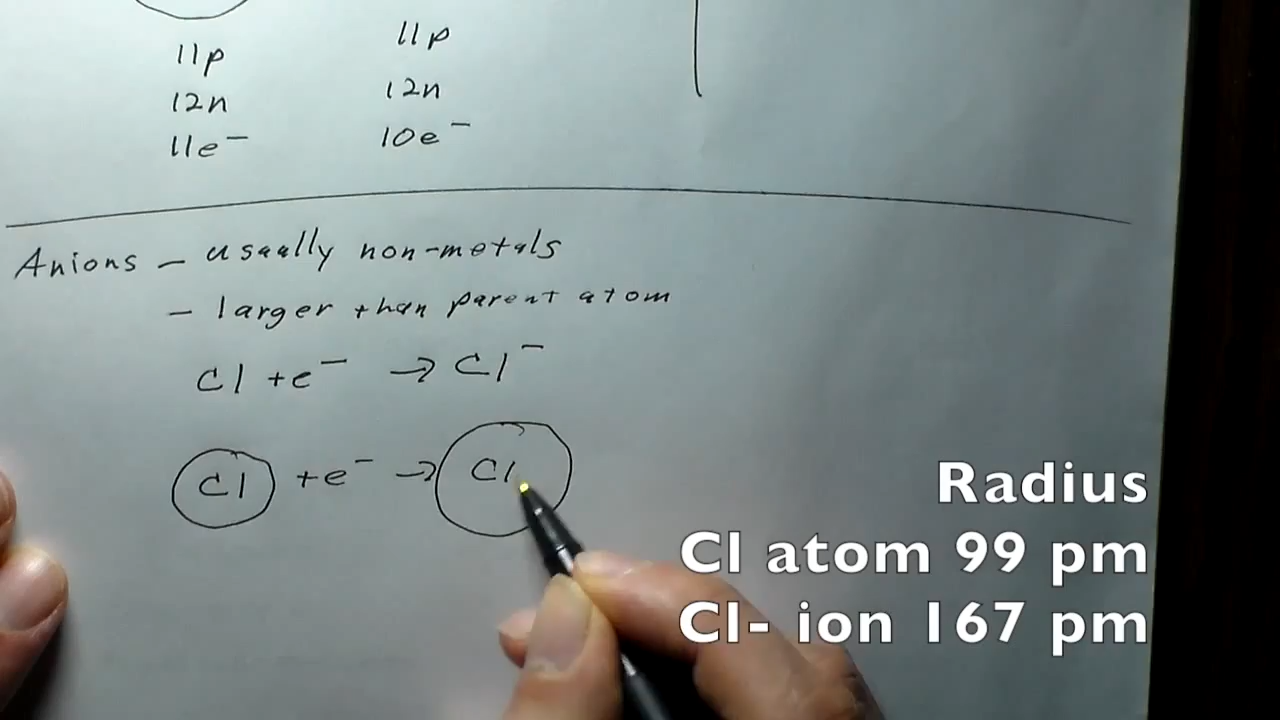 11p 11p
12n 12n
11e⁻ 10e⁻
Anions – usually non-metals
– larger than parent atom
Cl + e⁻ → Cl⁻
Cl + e⁻ → Cl
Radius
Cl atom 99 pm
Cl- ion 167 pm